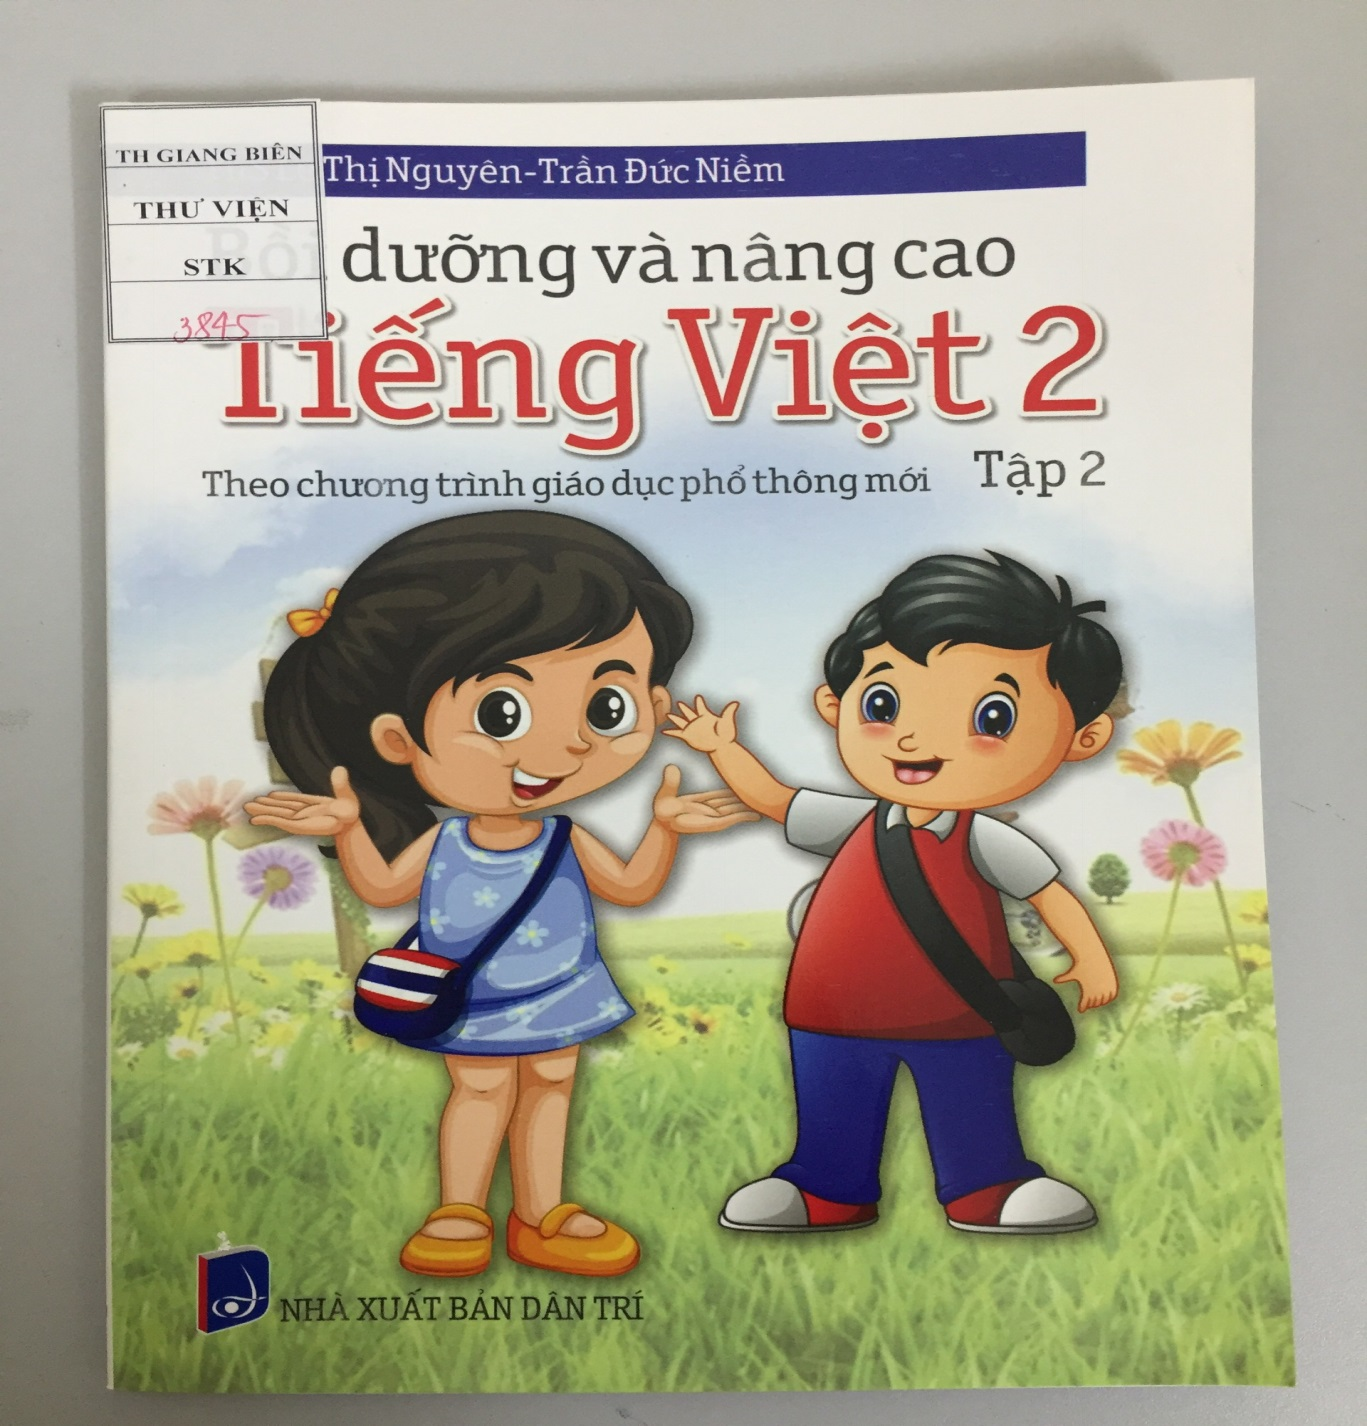 TH GIANG BIÊN
THƯ VIỆN
STK
3845
Thị Nguyên-Trần Đức Niềm
Bồi dưỡng và nâng cao
Tiếng Việt 2
Theo chương trình giáo dục phổ thông mới
Tập 2
NHÀ XUẤT BẢN DÂN TRÍ